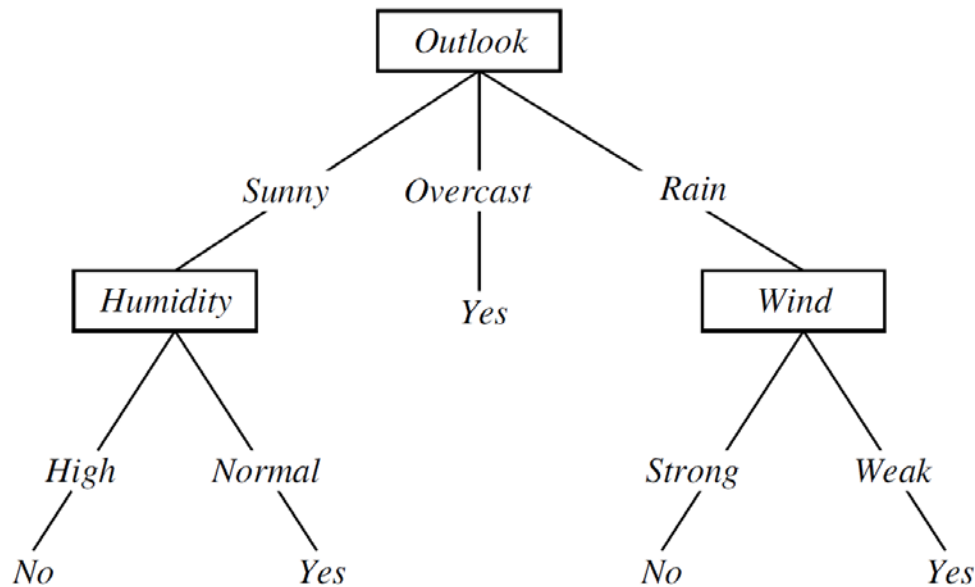 Outlook
Sunny Overcast Rain
Humidity Yes Wind
High Normal Strong Weak
No Yes No Yes